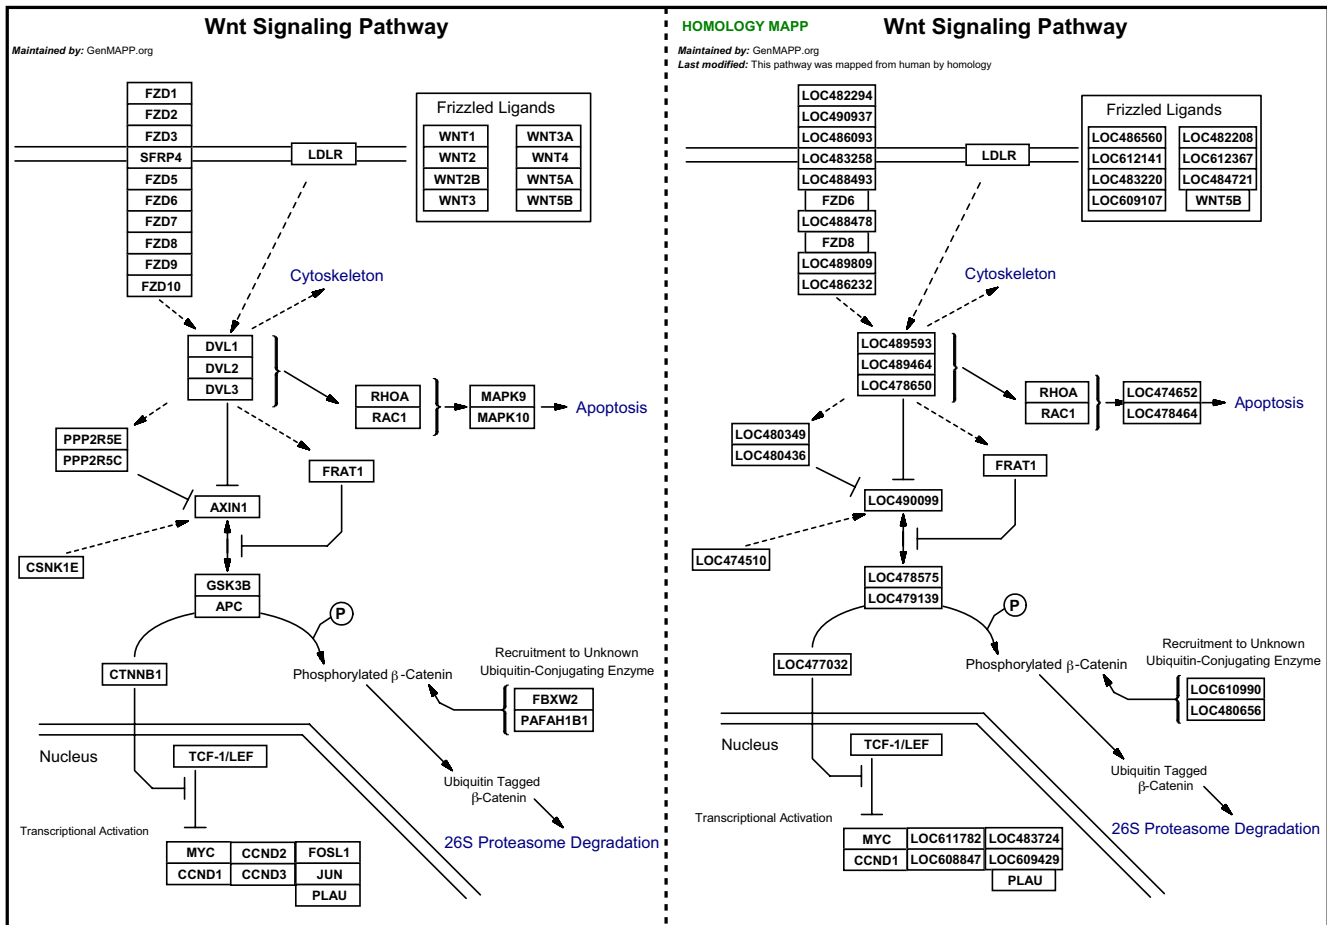 Wnt Signaling Pathway
Maintained by: GenMAPP.org
FZD1
FZD2
FZD3
SFRP4
FZD5
FZD6
FZD7
FZD8
FZD9
FZD10
LDLR
Frizzled Ligands
WNT1 WNT3A
WNT2 WNT4
WNT2B WNT5A
WNT3 WNT5B
Cytoskeleton
DVL1
DVL2
DVL3
RHOA
RAC1
MAPK9
MAPK10
Apoptosis
PPP2R5E
PPP2R5C
FRAT1
AXIN1
CSNK1E
GSK3B
APC
P
CTNNB1
Phosphorylated β-Catenin
Recruitment to Unknown
Ubiquitin-Conjugating Enzyme
FBXW2
PAFAH1B1
Nucleus
TCF-1/LEF
Ubiquitin Tagged
β-Catenin
Transcriptional Activation
26S Proteasome Degradation
MYC CCND2 FOSL1
CCND1 CCND3 JUN
PLAU
HOMOLOGY MAPP
Wnt Signaling Pathway
Maintained by: GenMAPP.org
Last modified: This pathway was mapped from human by homology
LOC482294
LOC490937
LOC486093
LOC483258
LOC488493
FZD6
LOC488478
FZD8
LOC489809
LOC486232
LDLR
Frizzled Ligands
LOC486560 LOC482208
LOC612141 LOC612367
LOC483220 LOC484721
LOC609107 WNT5B
Cytoskeleton
LOC489593
LOC489464
LOC478650
RHOA
RAC1
LOC474652
LOC478464
Apoptosis
LOC480349
LOC480436
FRAT1
LOC490099
LOC474510
LOC478575
LOC479139
P
LOC477032
Phosphorylated β-Catenin
Recruitment to Unknown
Ubiquitin-Conjugating Enzyme
LOC610990
LOC480656
Nucleus
TCF-1/LEF
Ubiquitin Tagged
β-Catenin
Transcriptional Activation
26S Proteasome Degradation
MYC LOC611782 LOC483724
CCND1 LOC608847 LOC609429
PLAU